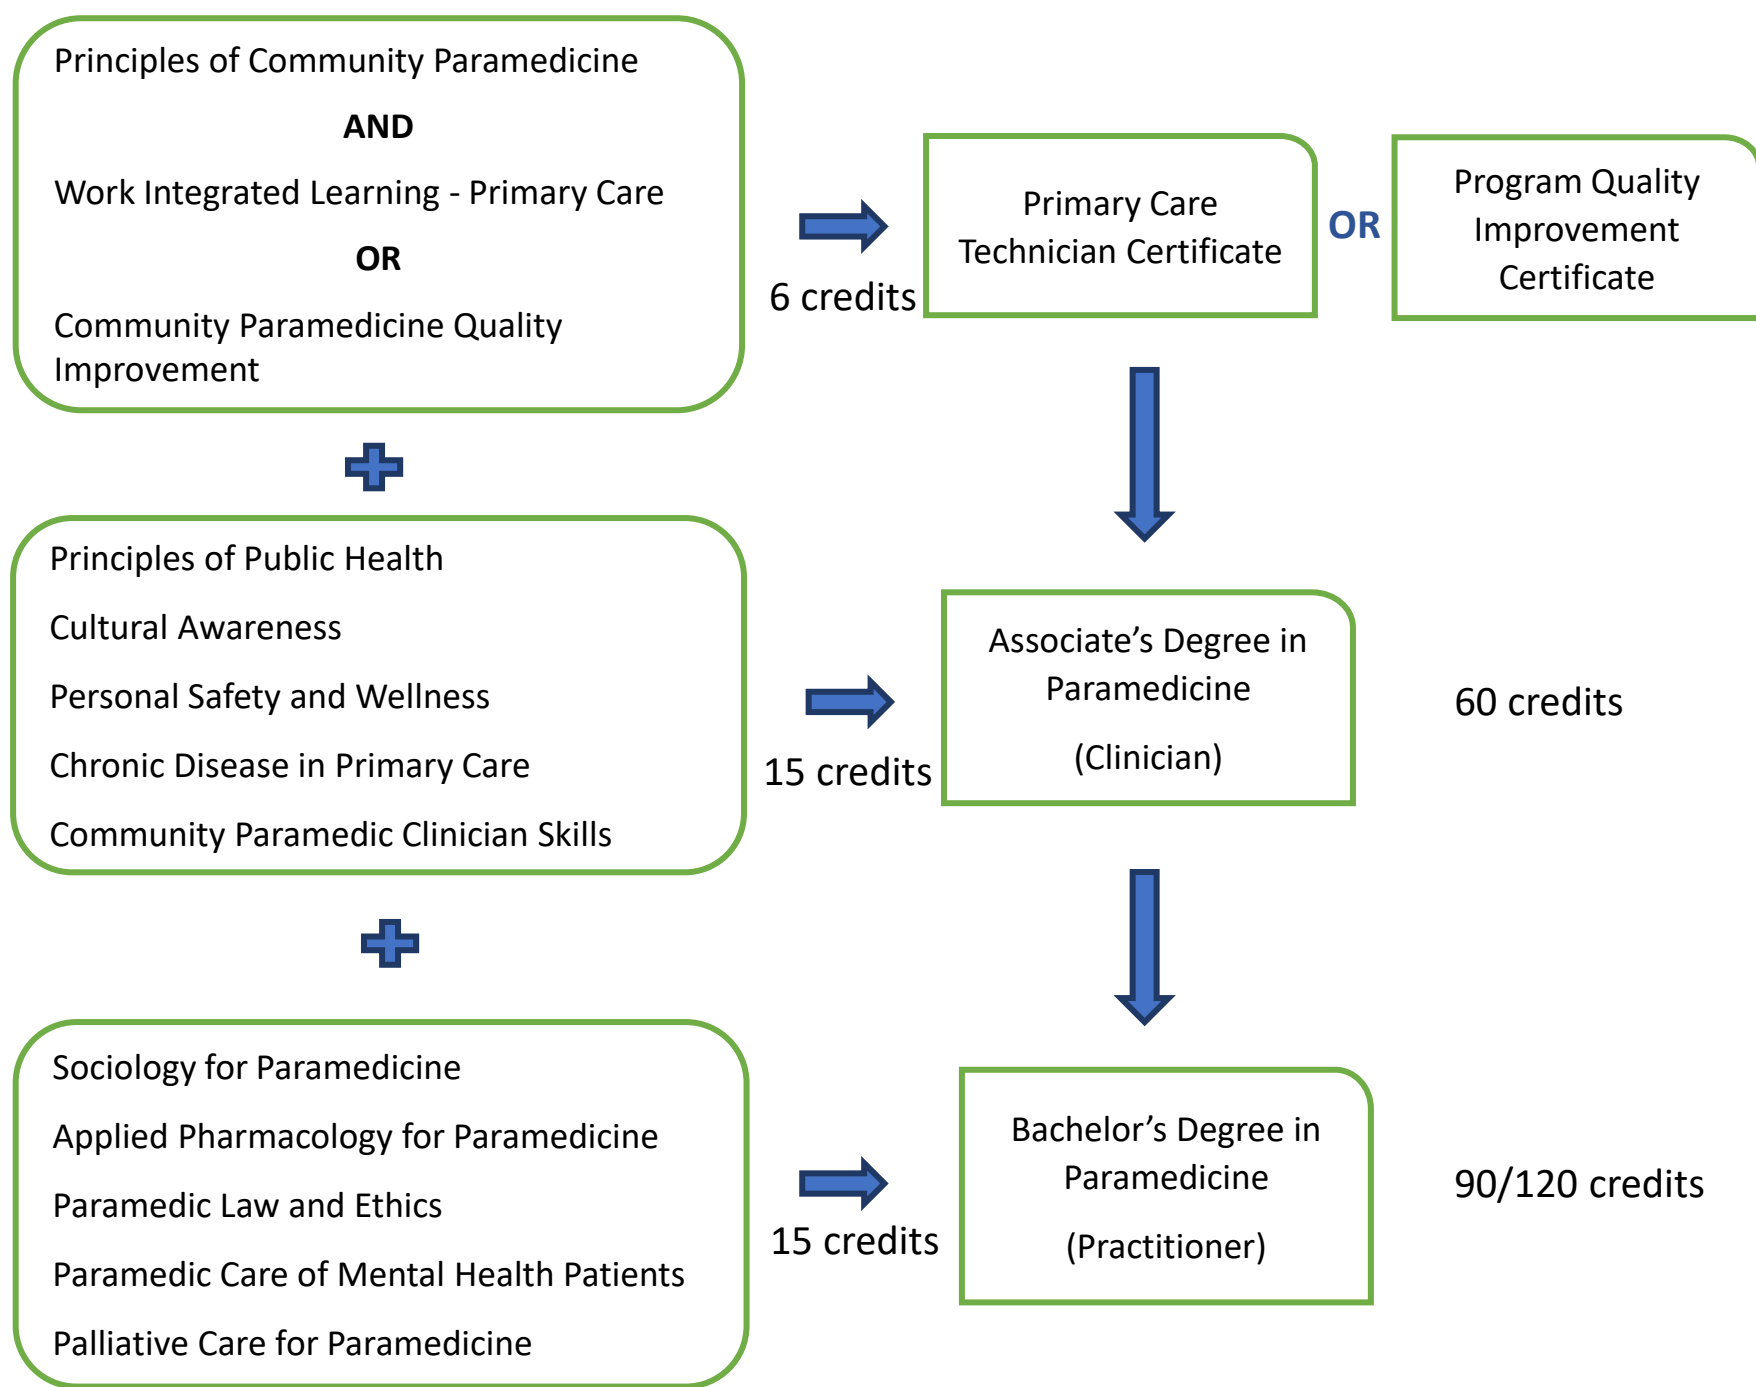 Principles of Community Paramedicine
AND
Work Integrated Learning - Primary Care
OR
Community Paramedicine Quality
Improvement
6 credits
Primary Care
Technician Certificate
OR
Program Quality
Improvement
Certificate
Principles of Public Health
Cultural Awareness
Personal Safety and Wellness
Chronic Disease in Primary Care
Community Paramedic Clinician Skills
15 credits
Associate’s Degree in
Paramedicine
(Clinician)
60 credits
Sociology for Paramedicine
Applied Pharmacology for Paramedicine
Paramedic Law and Ethics
Paramedic Care of Mental Health Patients
Palliative Care for Paramedicine
15 credits
Bachelor’s Degree in
Paramedicine
(Practitioner)
90/120 credits